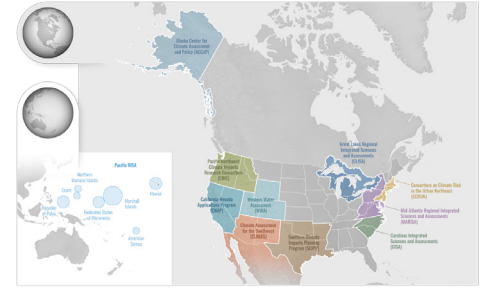 Alaska Center for
Climate Assessment
and Policy (ACCAP)
Great Lakes Regional
Integrated Sciences
and Assessments
(GLISA)
Pacific Northwest
Climate Impacts
Research Consortium
(CIRC)
Consortium on Climate Risk
in the Urban Northeast
(CCRUN)
California-Nevada
Applications Program
(CNAP)
Western Water
Assessment
(WWA)
Mid-Atlantic Regional Integrated
Sciences and Assessments
(MARISA)
Climate Assessment
for the Southwest
(CLIMAS)
Southern Climate
Impacts Planning
Program (SCIPP)
Carolinas Integrated
Sciences and Assessments
(CISA)
Pacific RISA
Northern
Mariana Islands
Guam
Hawaii
Republic
of Palau
Federated States
of Micronesia
Marshall
Islands
American
Samoa